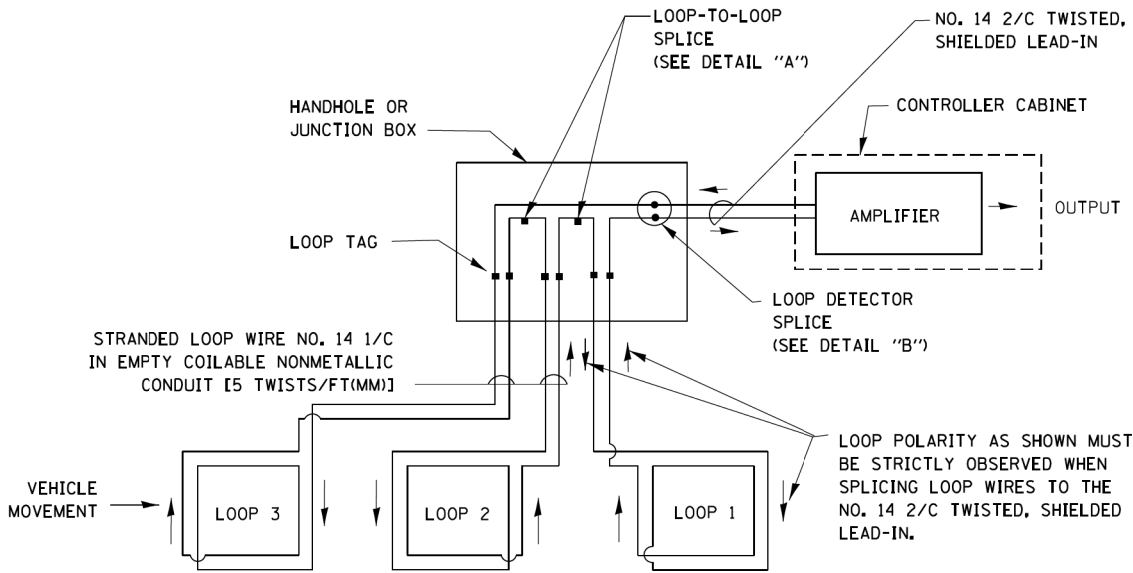 LOOP-TO-LOOP
SPLICE
(SEE DETAIL "A")
NO. 14 2/C TWISTED,
SHIELDED LEAD-IN
HANDHOLE OR
JUNCTION BOX
CONTROLLER CABINET
AMPLIFIER
OUTPUT
LOOP TAG
LOOP DETECTOR
SPLICE
(SEE DETAIL "B")
STRANDED LOOP WIRE NO. 14 1/C
IN EMPTY COILABLE NONMETALLIC
CONDUIT [5 TWISTS/FT(MM)]
LOOP POLARITY AS SHOWN MUST
BE STRICTLY OBSERVED WHEN
SPLICING LOOP WIRES TO THE
NO. 14 2/C TWISTED, SHIELDED
LEAD-IN.
VEHICLE
MOVEMENT
LOOP 3
LOOP 2
LOOP 1